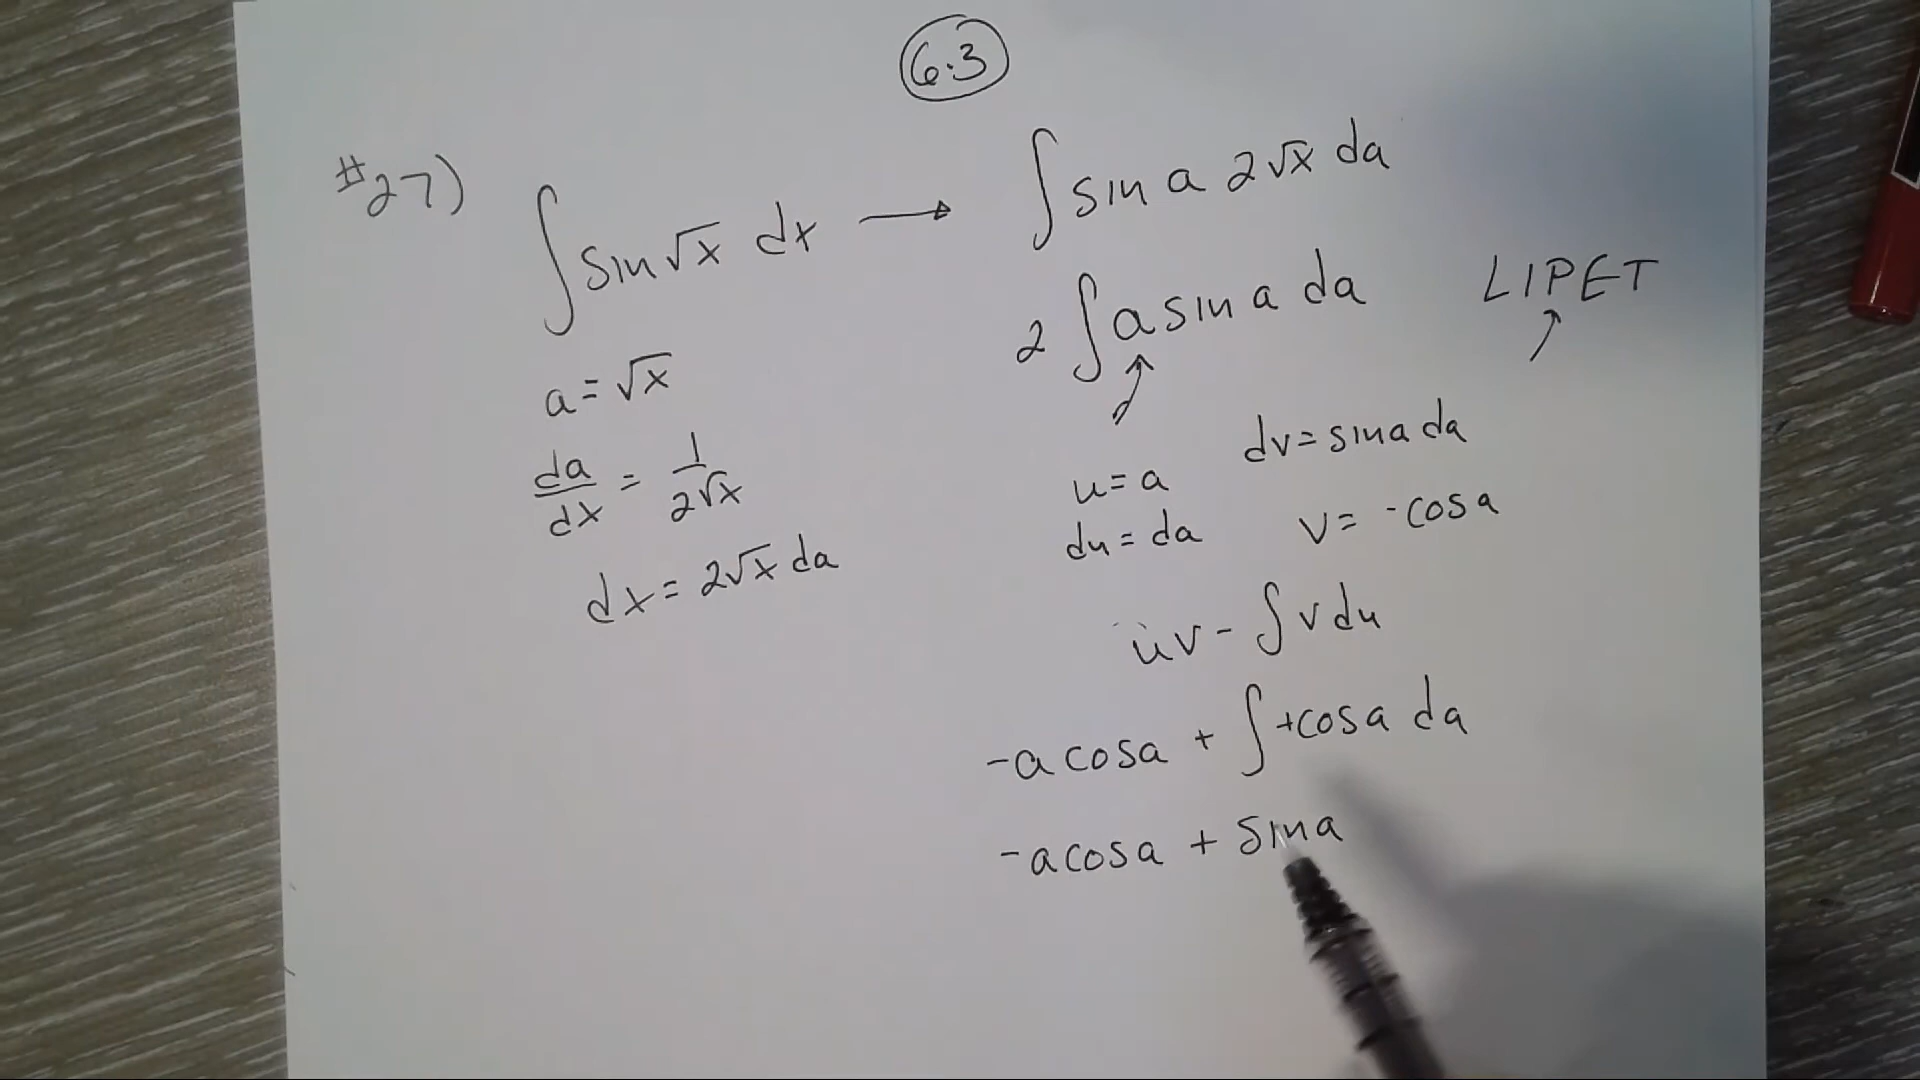 6.3
#27) ∫ sin √x dx → ∫ sin a 2√x da
2 ∫ a sin a da LIPET
a = √x
da/dx = 1/2√x
dx = 2√x da
u = a dv = sin a da
du = da v = -cos a
uv - ∫ v du
-a cos a + ∫ +cos a da
-a cos a + sin a